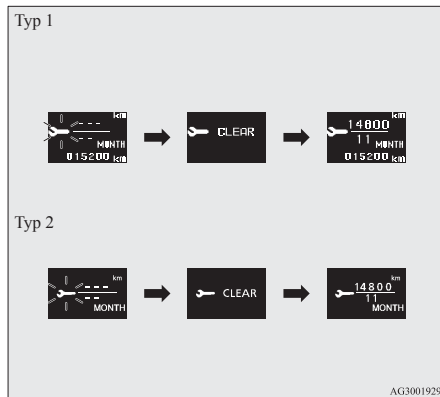 Typ 1
km
--- 
--
MONTH
015200 km
CLEAR
km
14800
11
MONTH
015200 km
Typ 2
km
---
--
MONTH
CLEAR
km
14800
11
MONTH
AG3001929